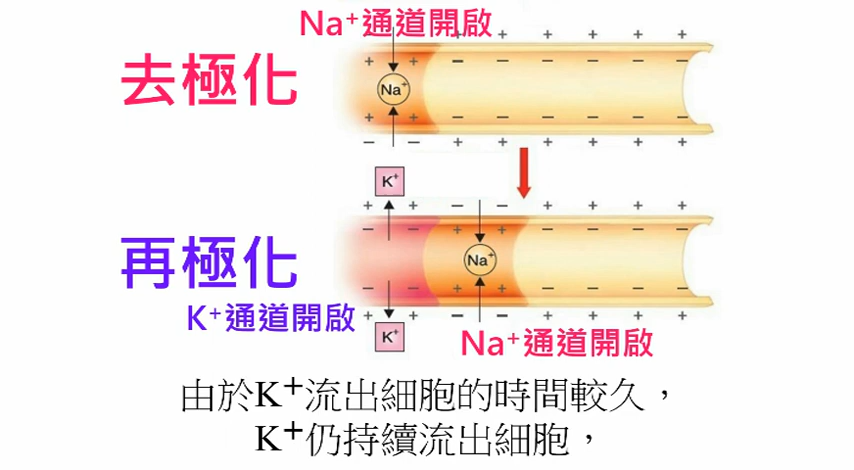 Na⁺通道開啟
去極化
Na⁺
K⁺
再極化
Na⁺
K⁺通道開啟
K⁺
Na⁺通道開啟
由於K⁺流出細胞的時間較久，
K⁺仍持續流出細胞，